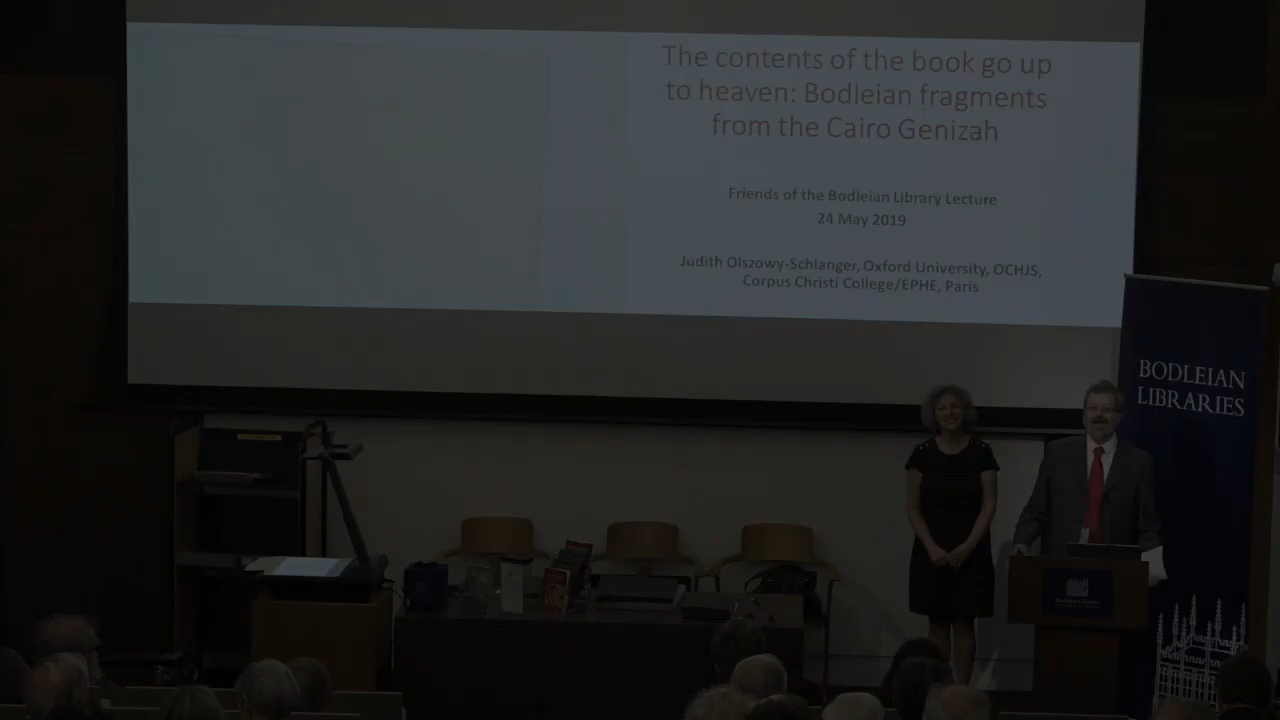 The contents of the book go up
to heaven: Bodleian fragments
from the Cairo Genizah
Friends of the Bodleian Library Lecture
24 May 2019
Judith Olszowy-Schlanger, Oxford University, OCHJS,
Corpus Christi College/EPHE, Paris
BODLEIAN
LIBRARIES